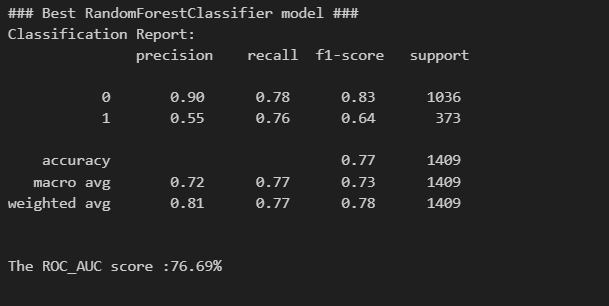 ### Best RandomForestClassifier model ###
Classification Report:
precision recall f1-score support
0 0.90 0.78 0.83 1036
1 0.55 0.76 0.64 373
accuracy 0.77 1409
macro avg 0.72 0.77 0.73 1409
weighted avg 0.81 0.77 0.78 1409
The ROC_AUC score :76.69%